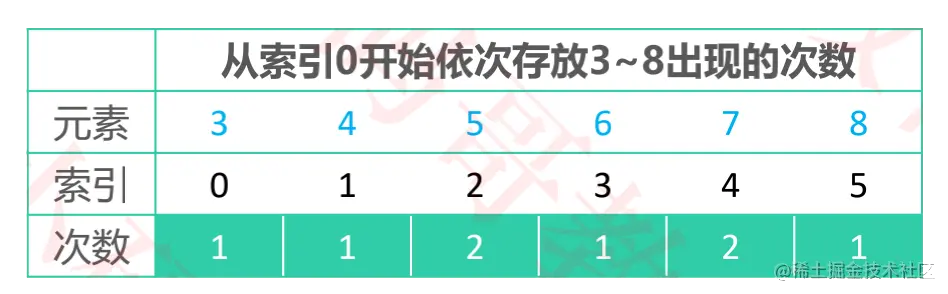 从索引0开始依次存放3~8出现的次数
元素 3 4 5 6 7 8
索引 0 1 2 3 4 5
次数 1 1 2 1 2 1
@稀土掘金技术社区